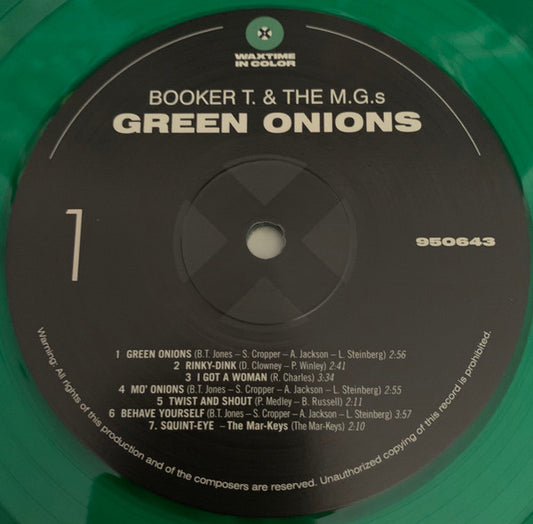 WAXTIME
IN COLOR
BOOKER T. & THE M.G.s
GREEN ONIONS
1
950643
1 GREEN ONIONS (B.T. Jones – S. Cropper – A. Jackson – L. Steinberg) 2:56
2 RINKY-DINK (D. Clowney – P. Winley) 2:41
3 I GOT A WOMAN (R. Charles) 3:34
4 MO' ONIONS (B.T. Jones – S. Cropper – A. Jackson – L. Steinberg) 2:55
5 TWIST AND SHOUT (P. Medley – B. Russell) 2:11
6 BEHAVE YOURSELF (B.T. Jones – S. Cropper – A. Jackson – L. Steinberg) 3:57
7. SQUINT-EYE – The Mar-Keys (The Mar-Keys) 2:10
Warning: All rights of this production and of the composers are reserved. Unauthorized copying of this record is prohibited.